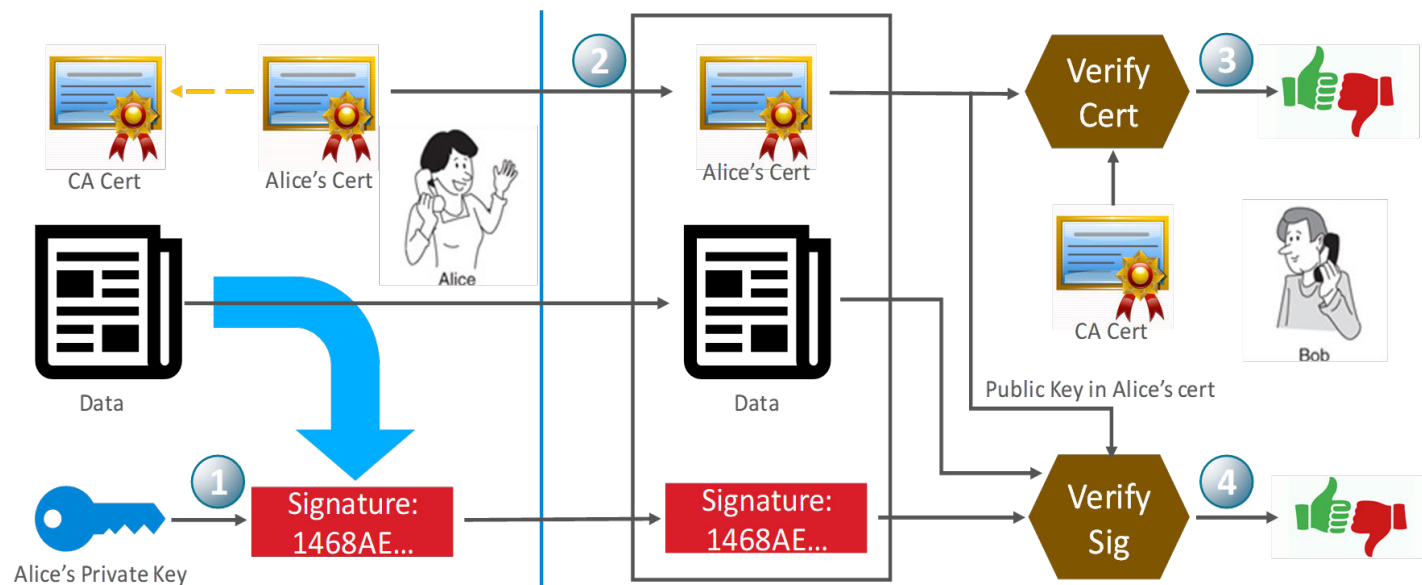 2
3
Verify
Cert
CA Cert
Alice’s Cert
Alice’s Cert
Alice
CA Cert
Bob
Data
Data
Public Key in Alice’s cert
1
Signature:
1468AE...
Signature:
1468AE...
Verify
Sig
4
Alice’s Private Key